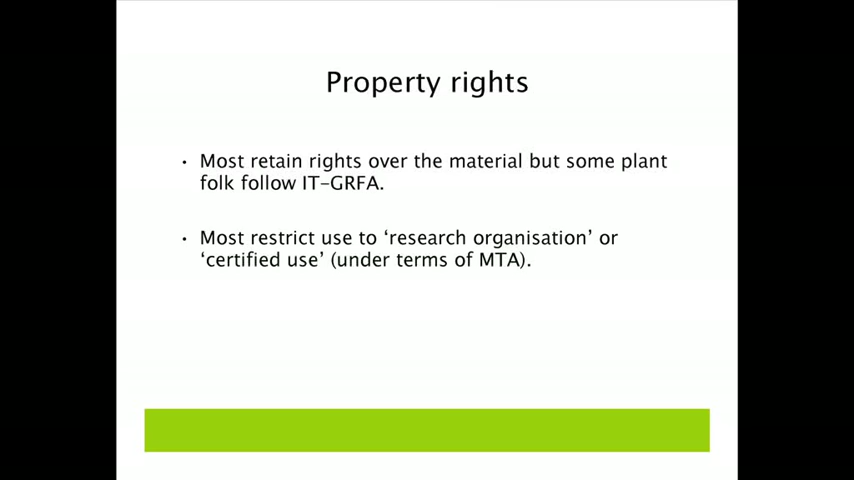 Property rights
• Most retain rights over the material but some plant
folk follow IT-GRFA.
• Most restrict use to ‘research organisation’ or
‘certified use’ (under terms of MTA).